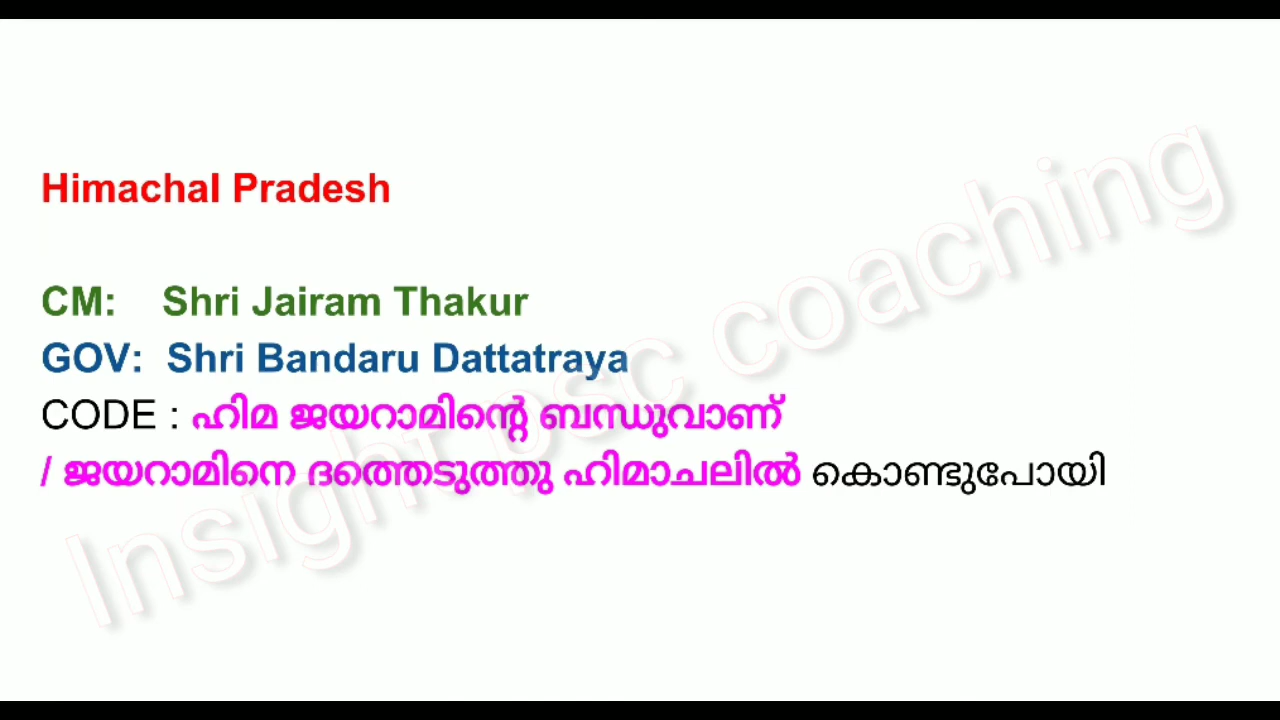 Himachal Pradesh
CM: Shri Jairam Thakur
GOV: Shri Bandaru Dattatraya
CODE : ഹിമ ജയറാമിന്റെ ബന്ധുവാണ്
/ ജയറാമിനെ ദത്തെടുത്തു ഹിമാചലിൽ കൊണ്ടുപോയി
Insight psc coaching